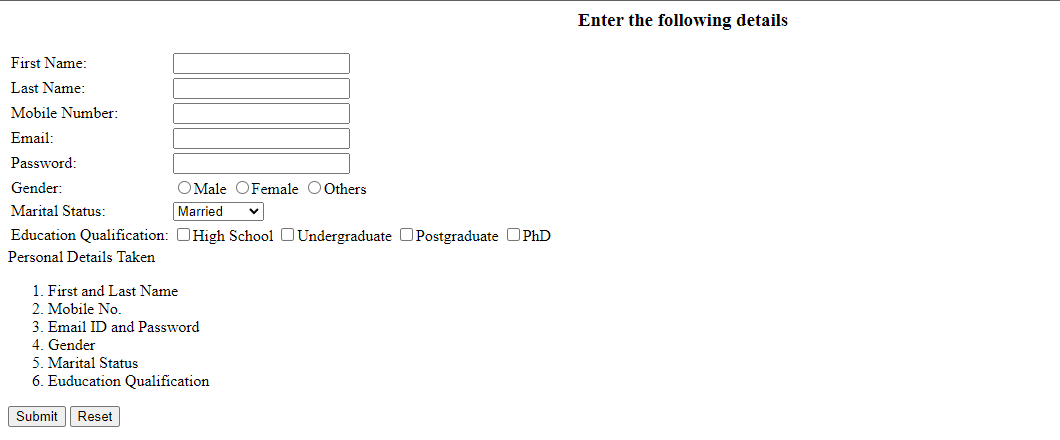 Enter the following details
First Name:
Last Name:
Mobile Number:
Email:
Password:
Gender: Male Female Others
Marital Status: Married
Education Qualification: High School Undergraduate Postgraduate PhD
Personal Details Taken
1. First and Last Name
2. Mobile No.
3. Email ID and Password
4. Gender
5. Marital Status
6. Euducation Qualification
Submit Reset